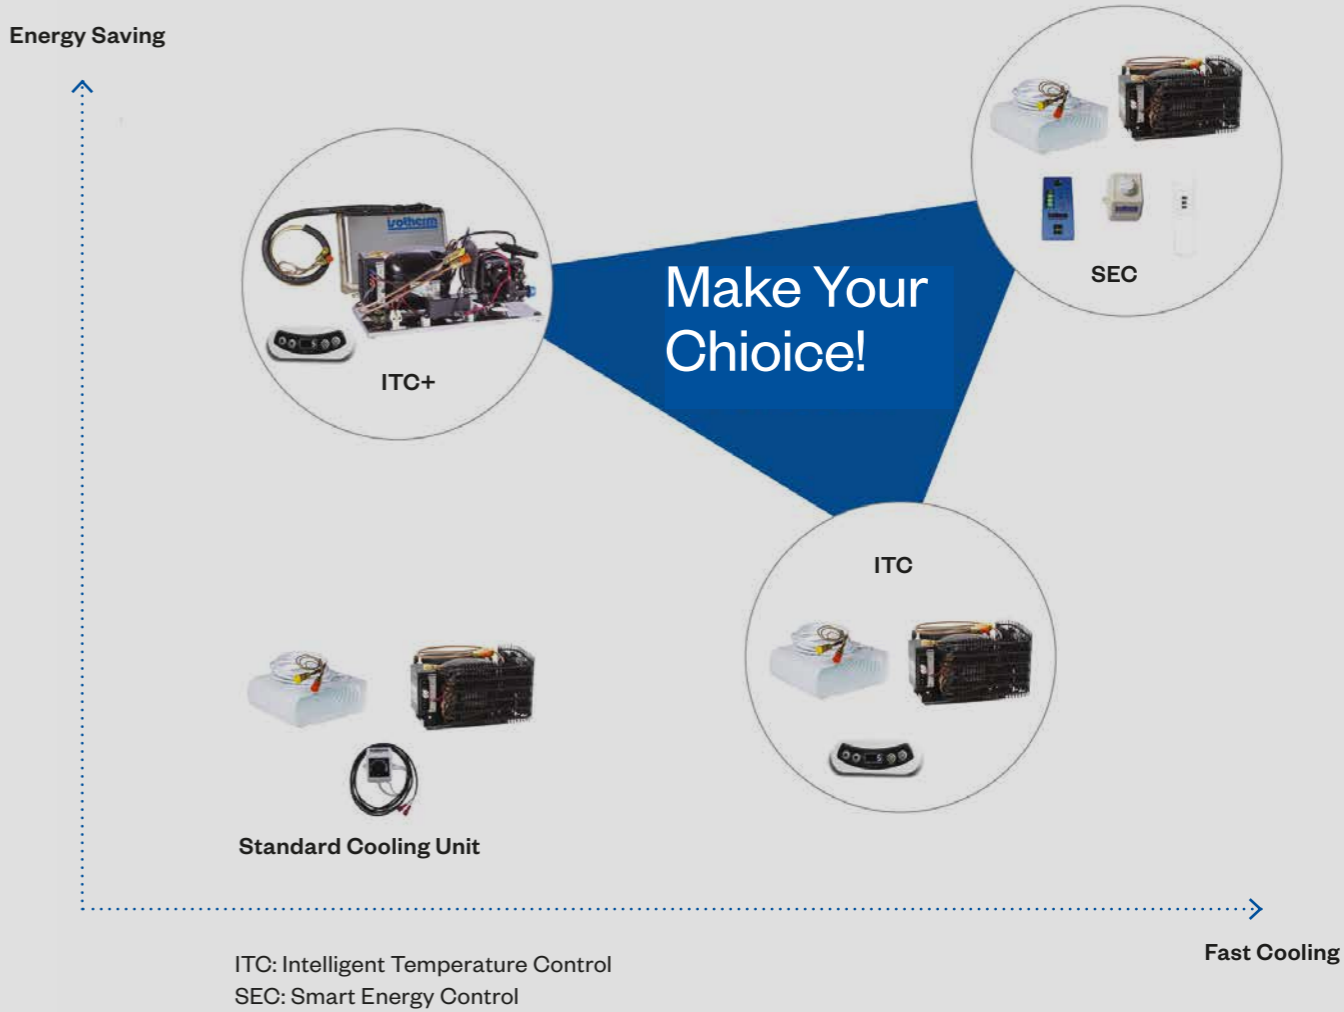 Energy Saving
isotherm
ITC+
Make Your
Chioice!
SEC
ITC
Standard Cooling Unit
Fast Cooling
ITC: Intelligent Temperature Control
SEC: Smart Energy Control